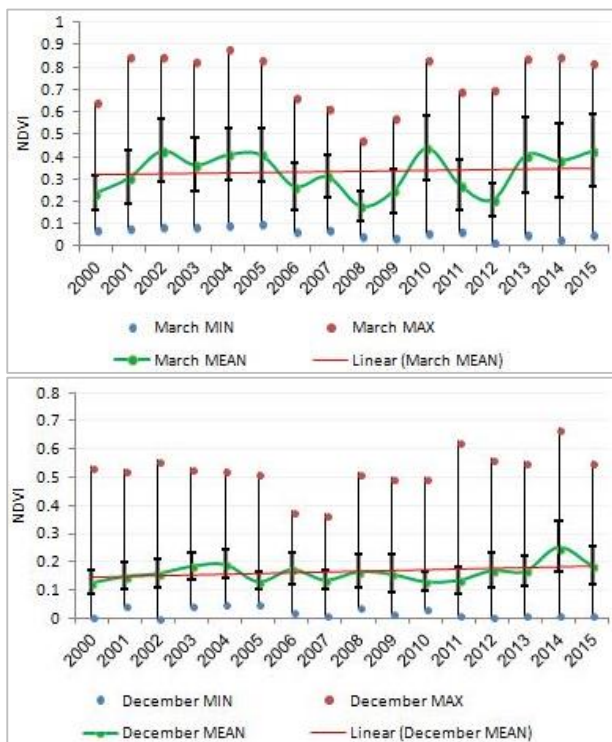 NDVI
1
0.9
0.8
0.7
0.6
0.5
0.4
0.3
0.2
0.1
0
2000 2001 2002 2003 2004 2005 2006 2007 2008 2009 2010 2011 2012 2013 2014 2015
March MIN March MAX
March MEAN Linear (March MEAN)
NDVI
0.8
0.7
0.6
0.5
0.4
0.3
0.2
0.1
0
2000 2001 2002 2003 2004 2005 2006 2007 2008 2009 2010 2011 2012 2013 2014 2015
December MIN December MAX
December MEAN Linear (December MEAN)